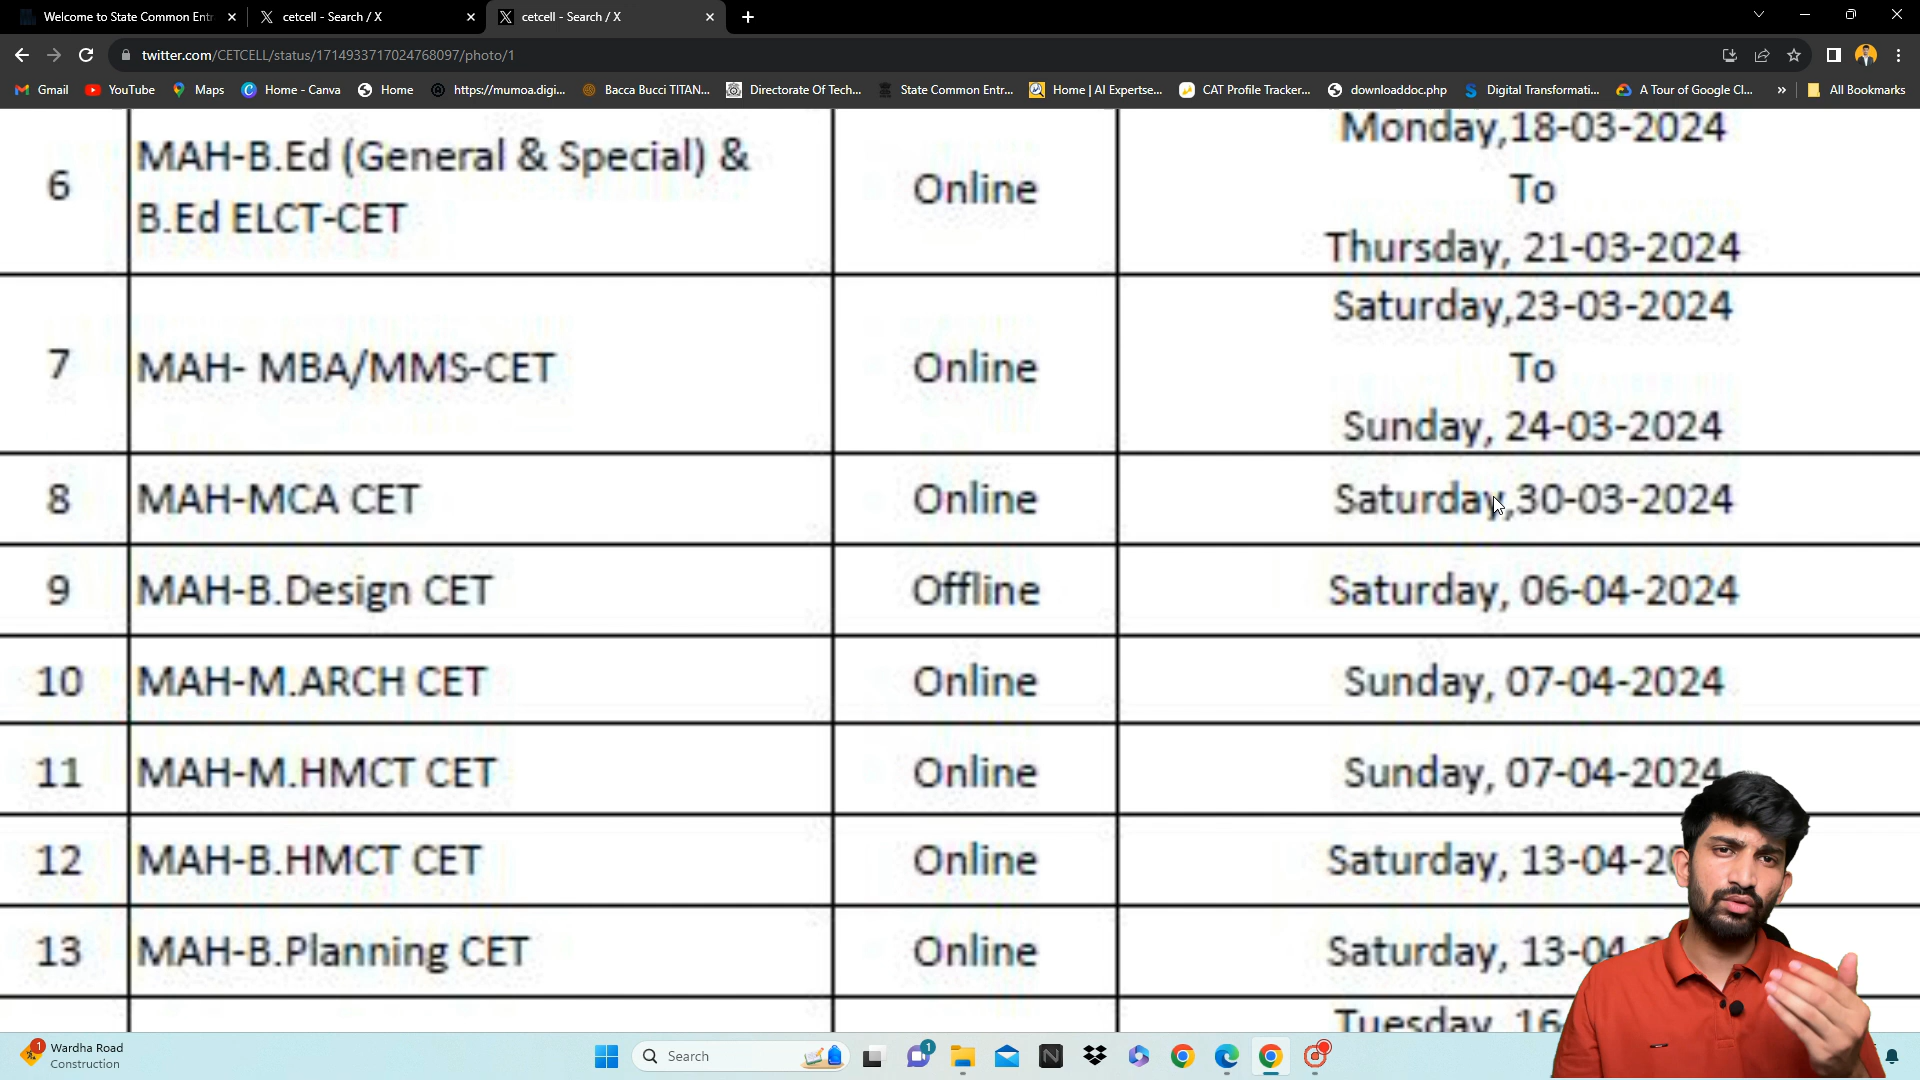 Welcome to State Common Entr
cetcell - Search / X
cetcell - Search / X
twitter.com/CETCELL/status/1714933717024768097/photo/1
Gmail
YouTube
Maps
Home - Canva
Home
https://mumoa.digi...
Bacca Bucci TITAN...
Directorate Of Tech...
State Common Entr...
Home | AI Expertse...
CAT Profile Tracker...
downloaddoc.php
Digital Transformati...
A Tour of Google Cl...
»
All Bookmarks
6
MAH-B.Ed (General & Special) &
B.Ed ELCT-CET
Online
Monday,18-03-2024
To
Thursday, 21-03-2024
7
MAH- MBA/MMS-CET
Online
Saturday,23-03-2024
To
Sunday, 24-03-2024
8
MAH-MCA CET
Online
Saturday,30-03-2024
9
MAH-B.Design CET
Offline
Saturday, 06-04-2024
10
MAH-M.ARCH CET
Online
Sunday, 07-04-2024
11
MAH-M.HMCT CET
Online
Sunday, 07-04-2024
12
MAH-B.HMCT CET
Online
Saturday, 13-04-20
13
MAH-B.Planning CET
Online
Saturday, 13-04
Tuesday, 16
1
Wardha Road
Construction
Search
1